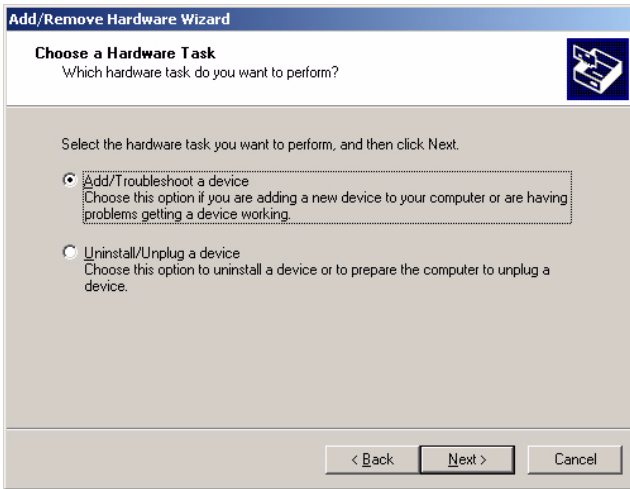 Add/Remove Hardware Wizard
Choose a Hardware Task
Which hardware task do you want to perform?
Select the hardware task you want to perform, and then click Next.
Add/Troubleshoot a device
Choose this option if you are adding a new device to your computer or are having
problems getting a device working.
Uninstall/Unplug a device
Choose this option to uninstall a device or to prepare the computer to unplug a
device.
< Back
Next >
Cancel